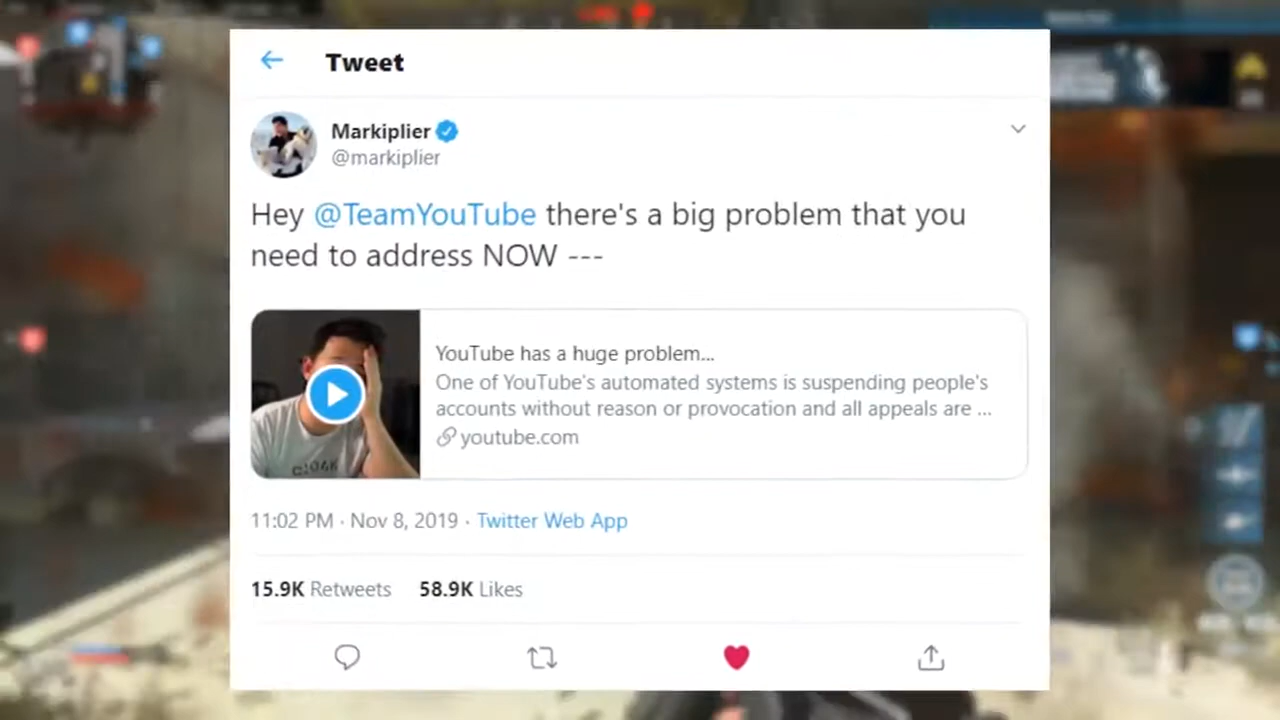 Tweet
Markiplier
@markiplier
Hey @TeamYouTube there's a big problem that you
need to address NOW ---
YouTube has a huge problem...
One of YouTube's automated systems is suspending people's
accounts without reason or provocation and all appeals are ...
youtube.com
11:02 PM · Nov 8, 2019 · Twitter Web App
15.9K Retweets 58.9K Likes